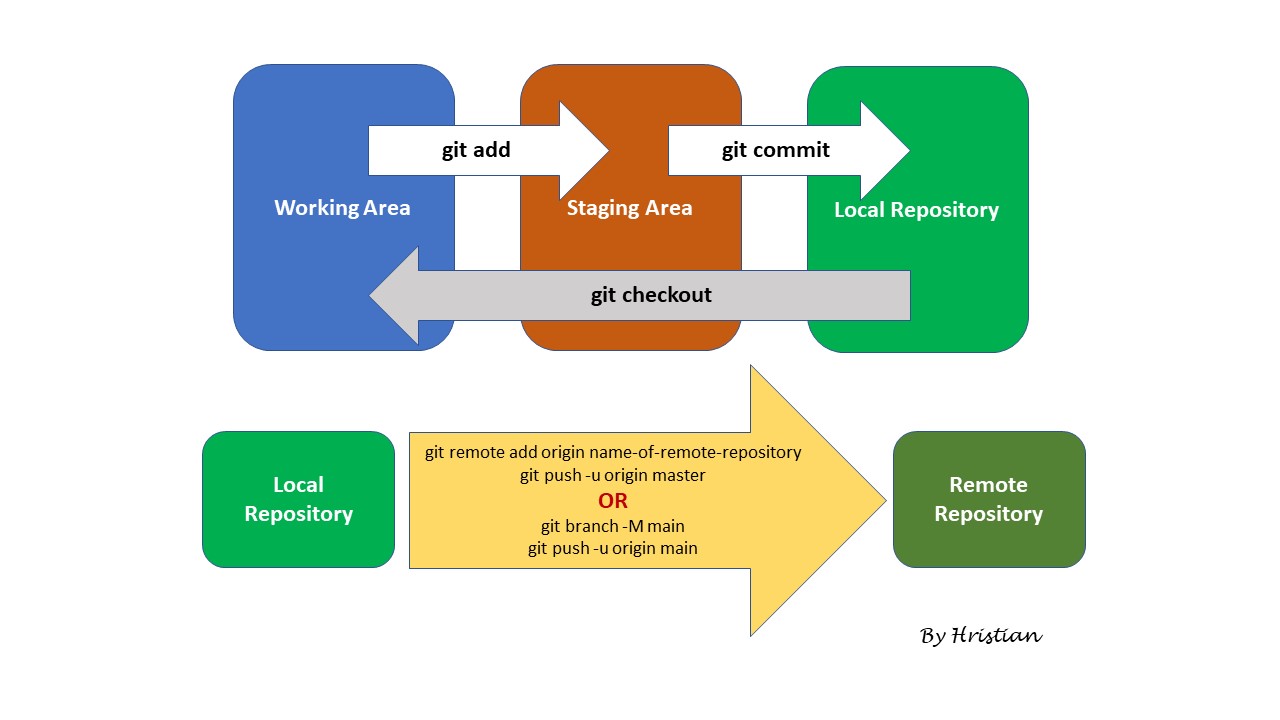 git add
git commit
Working Area
Staging Area
Local Repository
git checkout
git remote add origin name-of-remote-repository
git push -u origin master
OR
git branch -M main
git push -u origin main
Local
Repository
Remote
Repository
By Hristian